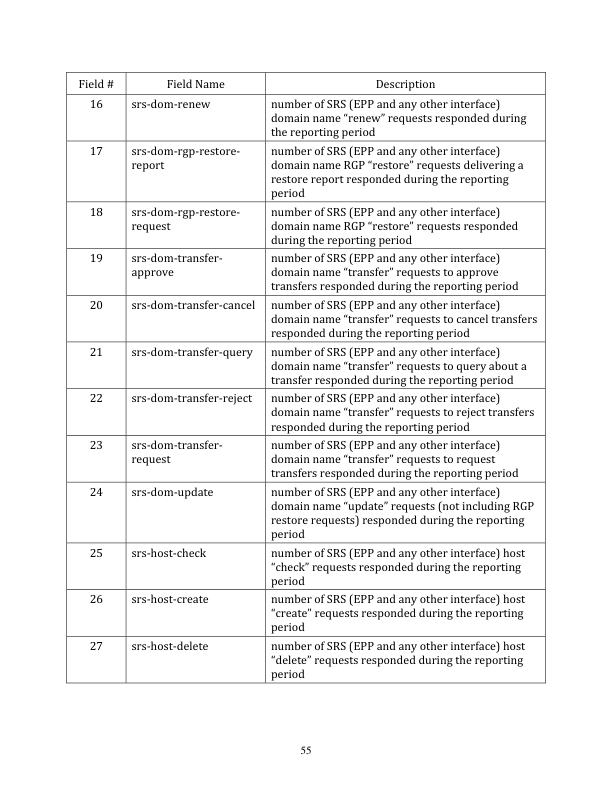 Field # Field Name Description
16 srs-dom-renew number of SRS (EPP and any other interface)
domain name “renew” requests responded during
the reporting period
17 srs-dom-rgp-restore- number of SRS (EPP and any other interface)
report domain name RGP “restore” requests delivering a
restore report responded during the reporting
period
18 srs-dom-rgp-restore- number of SRS (EPP and any other interface)
request domain name RGP “restore” requests responded
during the reporting period
19 srs-dom-transfer- number of SRS (EPP and any other interface)
approve domain name “transfer” requests to approve
transfers responded during the reporting period
20 srs-dom-transfer-cancel number of SRS (EPP and any other interface)
domain name “transfer” requests to cancel transfers
responded during the reporting period
21 srs-dom-transfer-query number of SRS (EPP and any other interface)
domain name “transfer” requests to query about a
transfer responded during the reporting period
22 srs-dom-transfer-reject number of SRS (EPP and any other interface)
domain name “transfer” requests to reject transfers
responded during the reporting period
23 srs-dom-transfer- number of SRS (EPP and any other interface)
request domain name “transfer” requests to request
transfers responded during the reporting period
24 srs-dom-update number of SRS (EPP and any other interface)
domain name “update” requests (not including RGP
restore requests) responded during the reporting
period
25 srs-host-check number of SRS (EPP and any other interface) host
“check” requests responded during the reporting
period
26 srs-host-create number of SRS (EPP and any other interface) host
“create” requests responded during the reporting
period
27 srs-host-delete number of SRS (EPP and any other interface) host
“delete” requests responded during the reporting
period
55